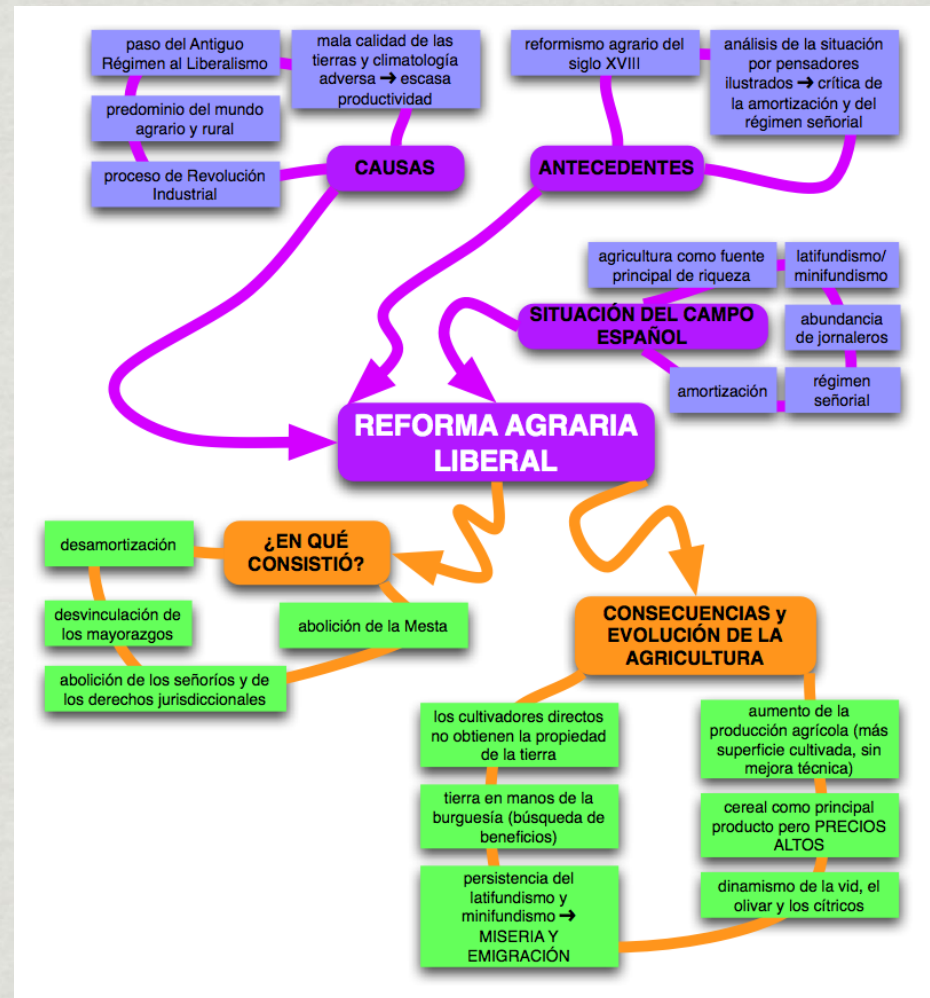 paso del Antiguo
Régimen al Liberalismo
mala calidad de las
tierras y climatología
adversa ➔ escasa
productividad
predominio del mundo
agrario y rural
proceso de Revolución
Industrial
CAUSAS
reformismo agrario del
siglo XVIII
análisis de la situación
por pensadores
ilustrados ➔ crítica de
la amortización y del
régimen señorial
ANTECEDENTES
agricultura como fuente
principal de riqueza
latifundismo/
minifundismo
SITUACIÓN DEL CAMPO
ESPAÑOL
abundancia
de jornaleros
amortización
régimen
señorial
REFORMA AGRARIA
LIBERAL
¿EN QUÉ
CONSISTIÓ?
desamortización
desvinculación de
los mayorazgos
abolición de la Mesta
abolición de los señoríos y de
los derechos jurisdiccionales
CONSECUENCIAS y
EVOLUCIÓN DE LA
AGRICULTURA
los cultivadores directos
no obtienen la propiedad
de la tierra
tierra en manos de la
burguesía (búsqueda de
beneficios)
persistencia del
latifundismo y
minifundismo ➔
MISERIA Y
EMIGRACIÓN
aumento de la
producción agrícola (más
superficie cultivada, sin
mejora técnica)
cereal como principal
producto pero PRECIOS
ALTOS
dinamismo de la vid, el
olivar y los cítricos